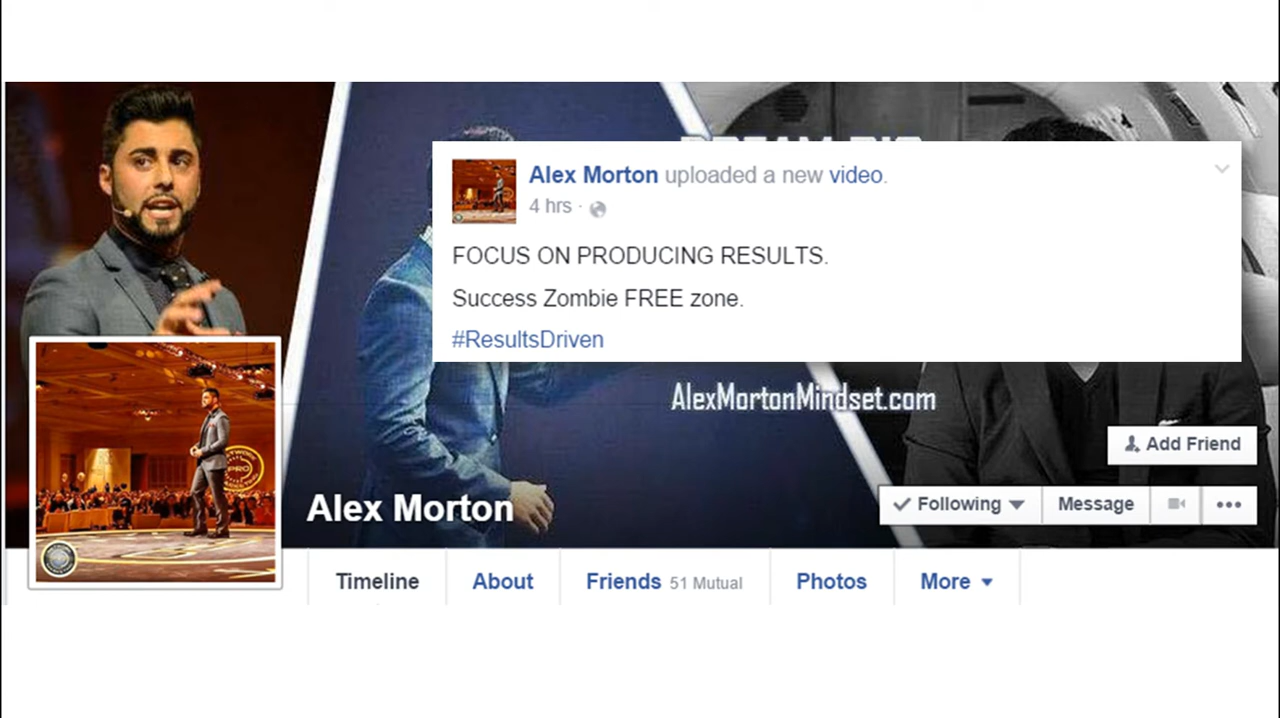 Alex Morton uploaded a new video.
4 hrs ·
FOCUS ON PRODUCING RESULTS.
Success Zombie FREE zone.
#ResultsDriven
AlexMortonMindset.com
Add Friend
Alex Morton
Following
Message
PRO
Timeline
About
Friends 51 Mutual
Photos
More